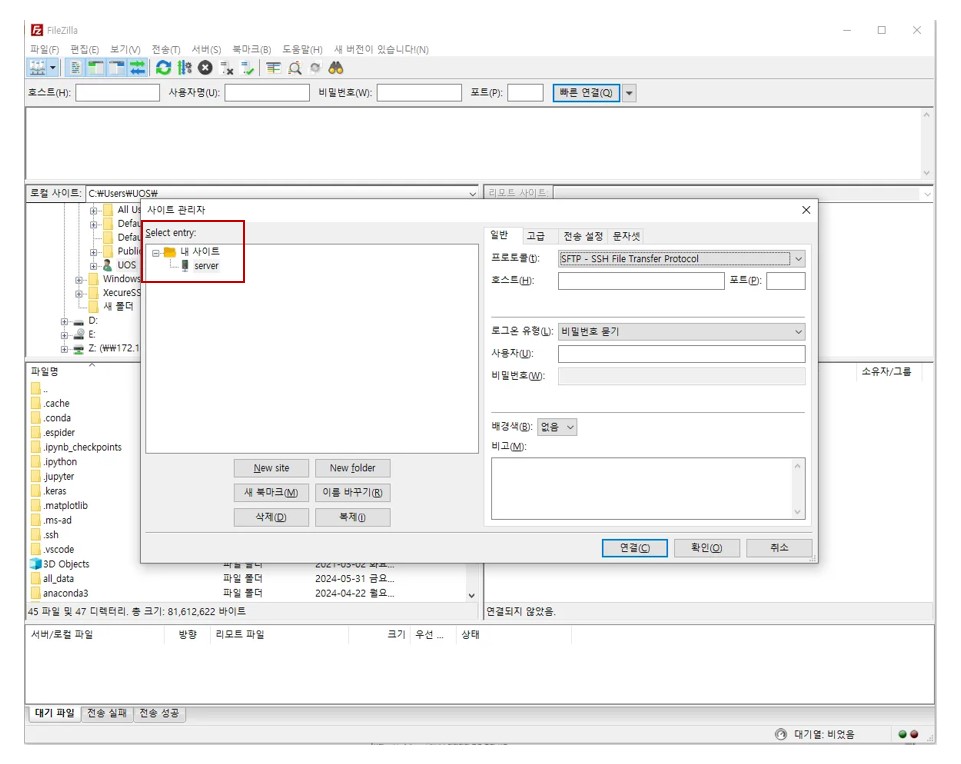 FileZilla
파일(F) 편집(E) 보기(V) 전송(T) 서버(S) 북마크(B) 도움말(H) 새 버전이 있습니다!(N)
호스트(H): 사용자명(U): 비밀번호(W): 포트(P): 빠른 연결(Q)
로컬 사이트: C:₩Users₩UOS₩
리모트 사이트:
All Us
Defau
Defau
Public
UOS
Windows
XecureSS
새 폴더
D:
E:
Z: (₩₩172.1
사이트 관리자
Select entry:
내 사이트
server
New site New folder
새 북마크(M) 이름 바꾸기(R)
삭제(D) 복제(I)
일반 고급 전송 설정 문자셋
프로토콜(t): SFTP - SSH File Transfer Protocol
호스트(H): 포트(P):
로그온 유형(L): 비밀번호 묻기
사용자(U):
비밀번호(W):
배경색(B): 없음
비고(M):
연결(C) 확인(O) 취소
파일명
소유자/그룹
..
.cache
.conda
.espider
.ipynb_checkpoints
.ipython
.jupyter
.keras
.matplotlib
.ms-ad
.ssh
.vscode
3D Objects 파일 폴더 2021-03-02 화요...
all_data 파일 폴더 2024-05-31 금요...
anaconda3 파일 폴더 2024-04-22 월요...
45 파일 및 47 디렉터리. 총 크기: 81,612,622 바이트
연결되지 않았음.
서버/로컬 파일 방향 리모트 파일 크기 우선 ... 상태
대기 파일 전송 실패 전송 성공
대기열: 비었음